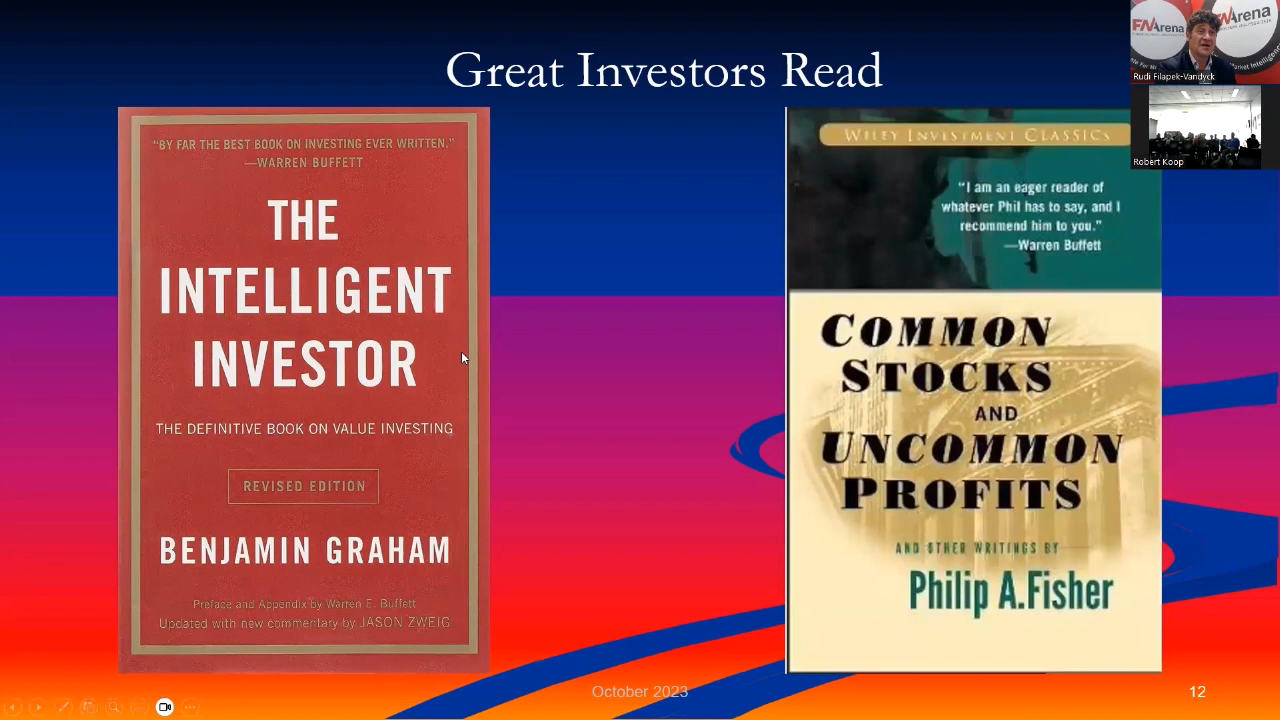 Great Investors Read
"BY FAR THE BEST BOOK ON INVESTING EVER WRITTEN."
—WARREN BUFFETT
THE
INTELLIGENT
INVESTOR
THE DEFINITIVE BOOK ON VALUE INVESTING
REVISED EDITION
BENJAMIN GRAHAM
Preface and Appendix by Warren E. Buffett
Updated with new commentary by JASON ZWEIG
WILEY INVESTMENT CLASSICS
"I am an eager reader of
whatever Phil has to say, and I
recommend him to you."
—Warren Buffett
COMMON
STOCKS
AND
UNCOMMON
PROFITS
AND OTHER WRITINGS BY
Philip A.Fisher
FNArena
Arena
Rudi Filapek-Vandyck
Robert Koop
October 2023
12